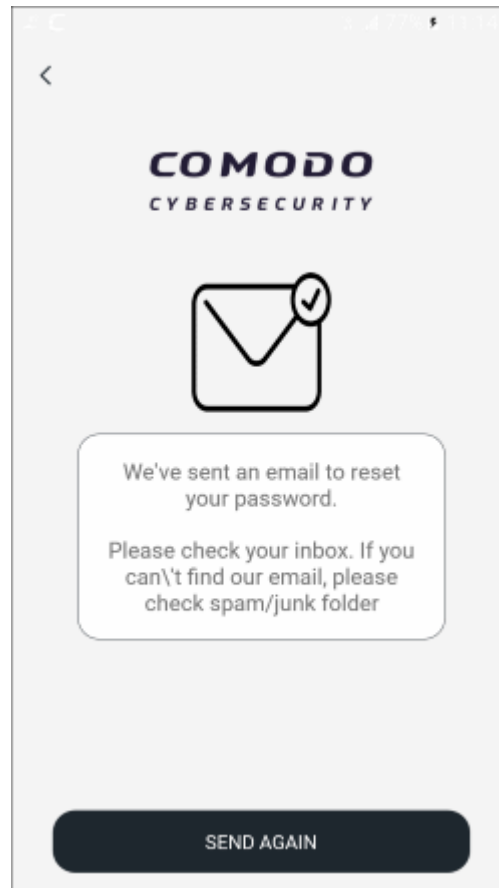 COMODO
CYBERSECURITY
We've sent an email to reset
your password.
Please check your inbox. If you
can\'t find our email, please
check spam/junk folder
SEND AGAIN